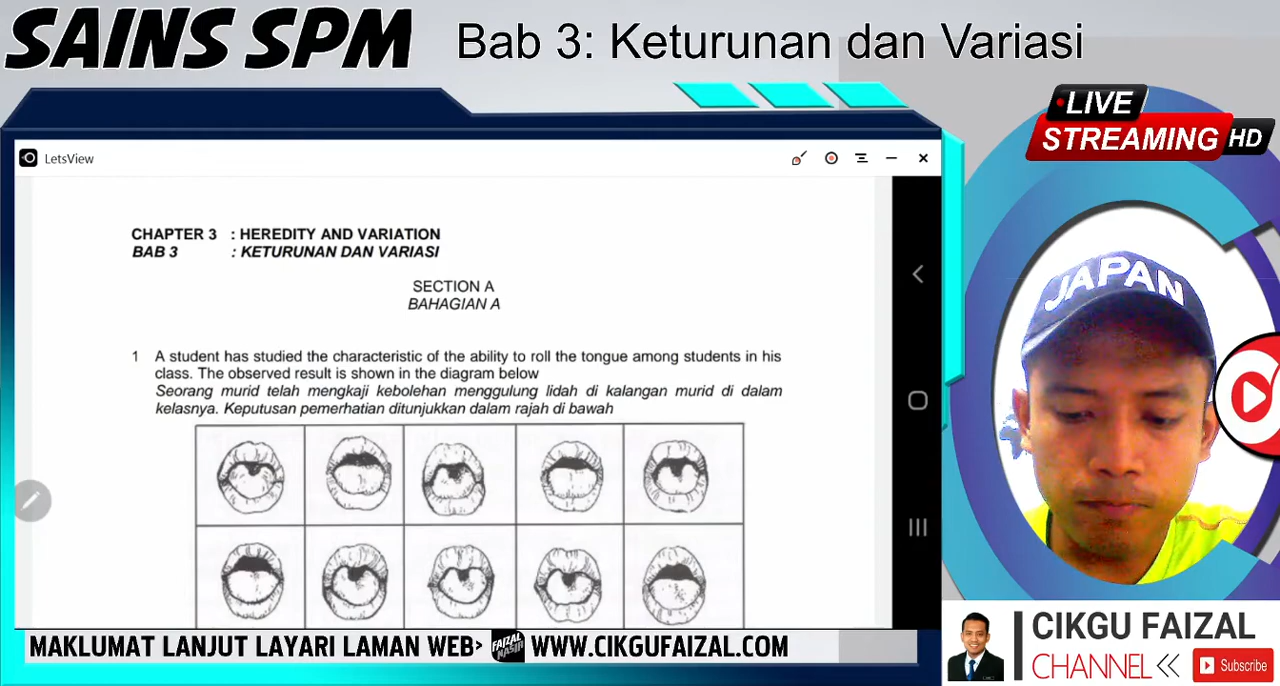 SAINS SPM
Bab 3: Keturunan dan Variasi
LIVE
STREAMING HD
LetsView
CHAPTER 3 : HEREDITY AND VARIATION
BAB 3 : KETURUNAN DAN VARIASI
SECTION A
BAHAGIAN A
1 A student has studied the characteristic of the ability to roll the tongue among students in his
class. The observed result is shown in the diagram below
Seorang murid telah mengkaji kebolehan menggulung lidah di kalangan murid di dalam
kelasnya. Keputusan pemerhatian ditunjukkan dalam rajah di bawah
JAPAN
MAKLUMAT LANJUT LAYARI LAMAN WEB> FAIZAL NASIR WWW.CIKGUFAIZAL.COM
CIKGU FAIZAL
CHANNEL << Subscribe